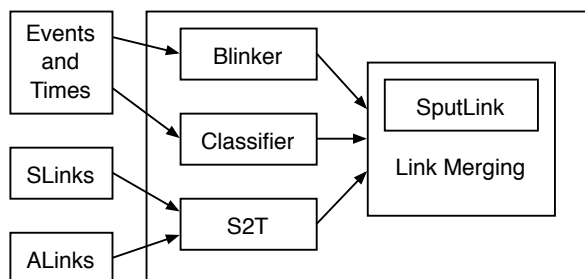 Events
and
Times
Blinker
SputLink
Classifier
Link Merging
SLinks
S2T
ALinks